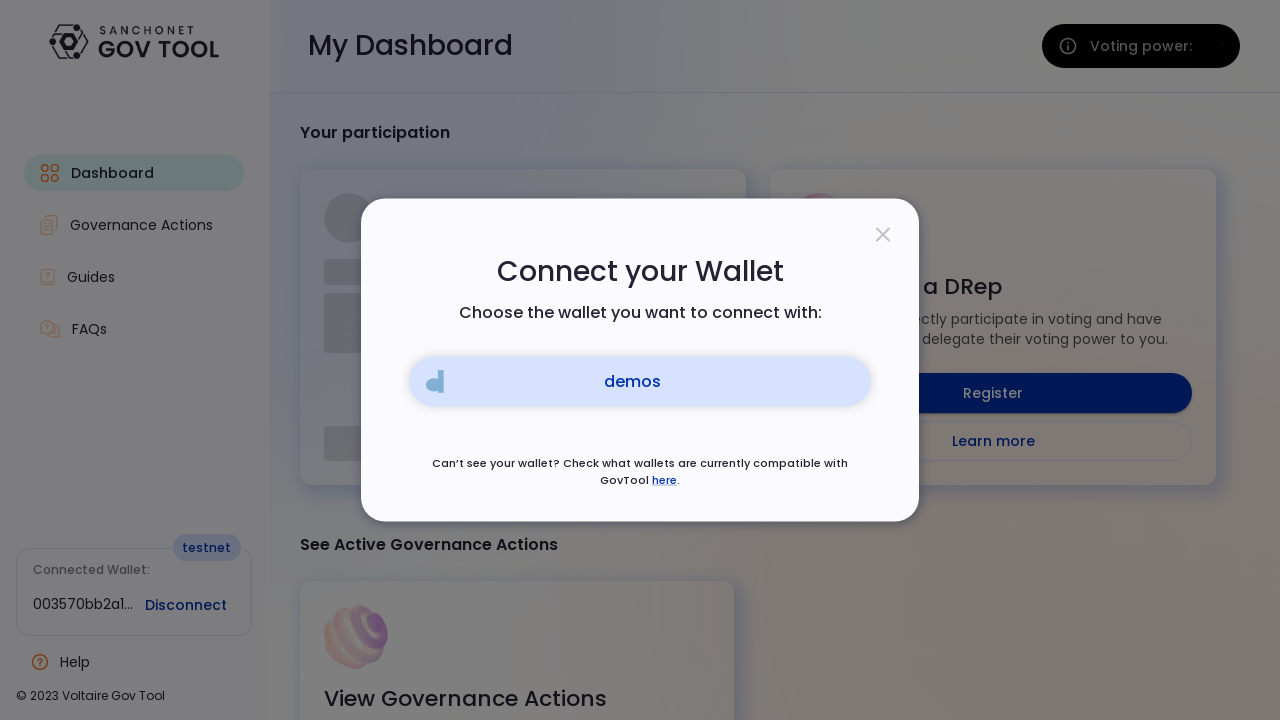 SANCHONET
GOV TOOL
My Dashboard
Voting power:
Dashboard
Governance Actions
Guides
FAQs
Your participation
Connect your Wallet
Choose the wallet you want to connect with:
demos
Can't see your wallet? Check what wallets are currently compatible with
GovTool here.
a DRep
participate in voting and have
delegate their voting power to you.
Register
Learn more
See Active Governance Actions
View Governance Actions
testnet
Connected Wallet:
003570bb2a1...
Disconnect
Help
© 2023 Voltaire Gov Tool